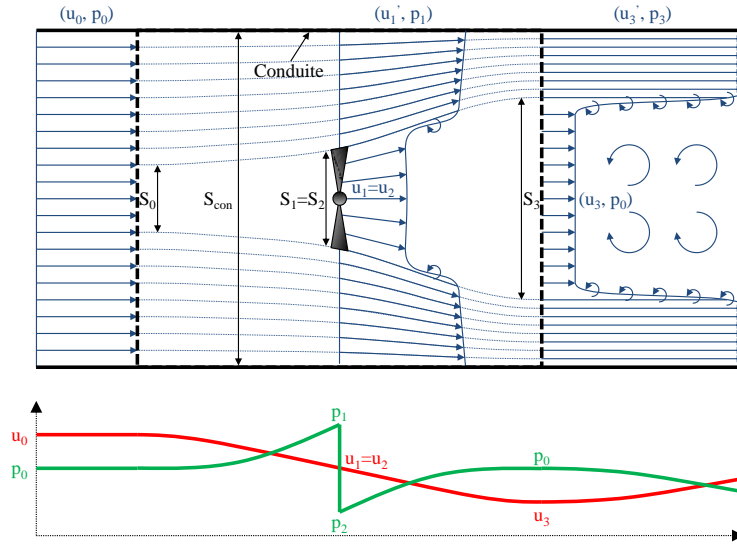 (u0, p0)
(u1', p1)
(u3', p3)
Conduite
S0
Scon
S1=S2
u1=u2
S3
(u3, p0)
p1
u0
u1=u2
p0
p0
p2
u3